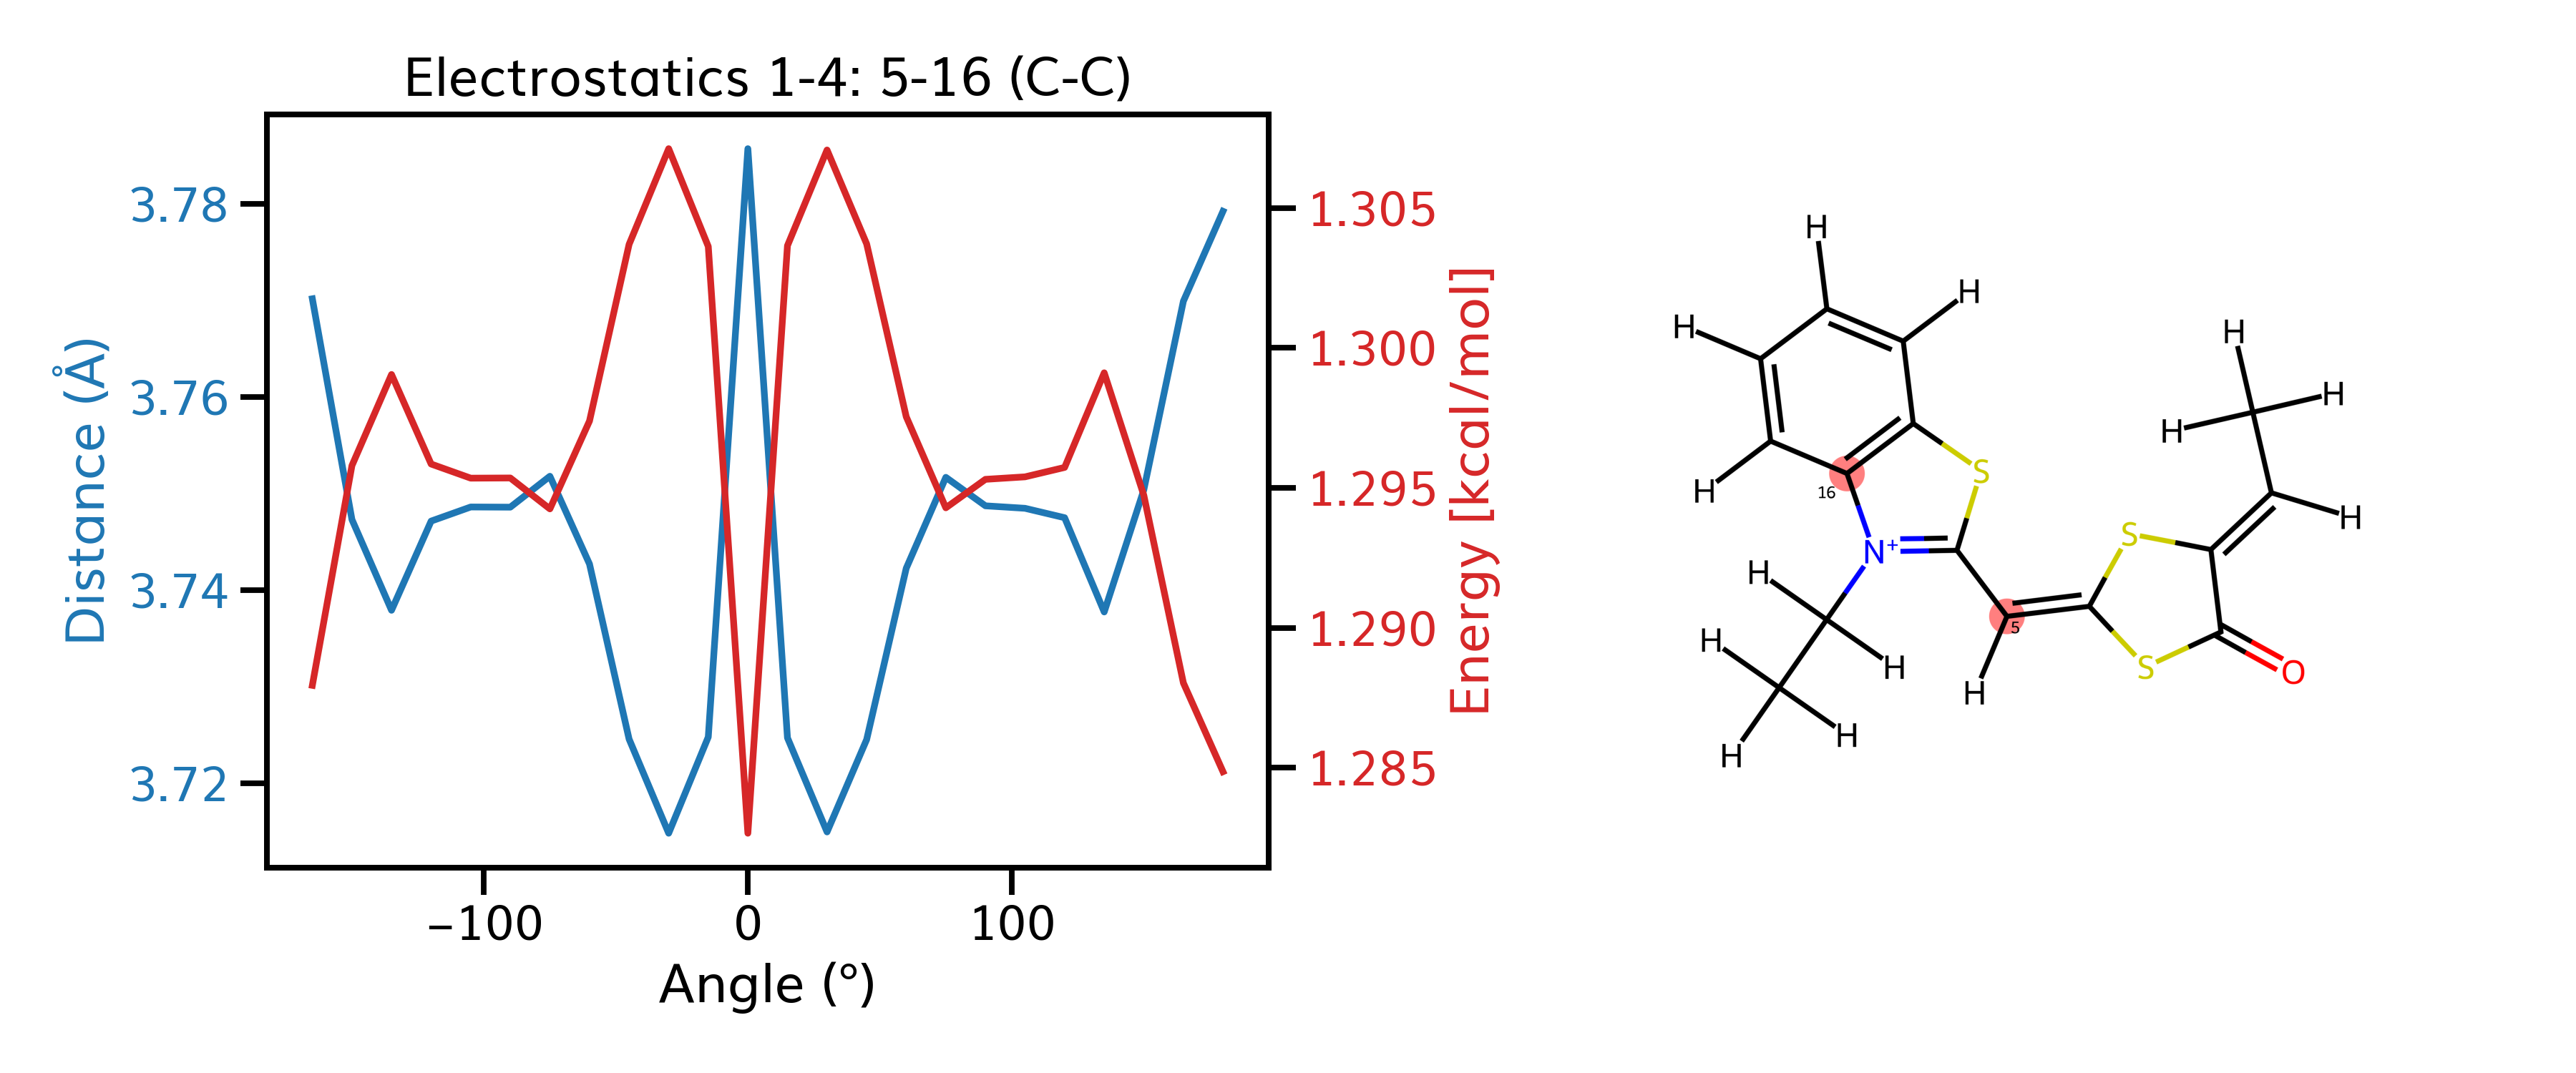 Electrostatics 1-4: 5-16 (C-C)
3.78
3.76
3.74
3.72
Distance (Å)
1.305
1.300
1.295
1.290
1.285
Energy [kcal/mol]
−100
0
100
Angle (°)
H
H
H
H
H
H
H
S
16
H
H
S
N+
H
5
H
H
S
O
H
H
H